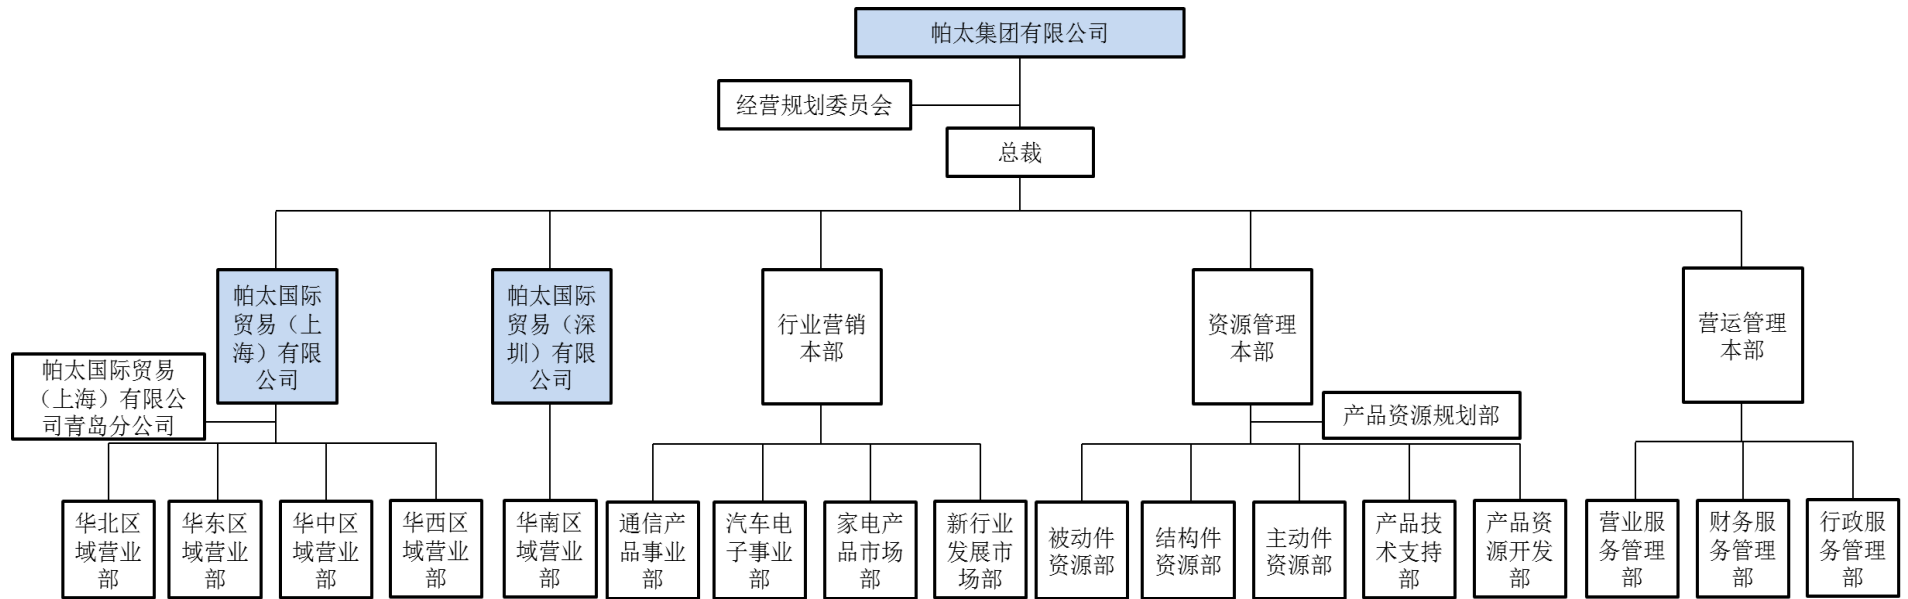 帕太集团有限公司
经营规划委员会
总裁
帕太国际
贸易（上
海）有限
公司
帕太国际
贸易（深
圳）有限
公司
行业营销
本部
资源管理
本部
营运管理
本部
帕太国际贸易
（上海）有限公
司青岛分公司
产品资源规划部
华北区
域营业
部
华东区
域营业
部
华中区
域营业
部
华西区
域营业
部
华南区
域营业
部
通信产
品事业
部
汽车电
子事业
部
家电产
品市场
部
新行业
发展市
场部
被动件
资源部
结构件
资源部
主动件
资源部
产品技
术支持
部
产品资
源开发
部
营业服
务管理
部
财务服
务管理
部
行政服
务管理
部